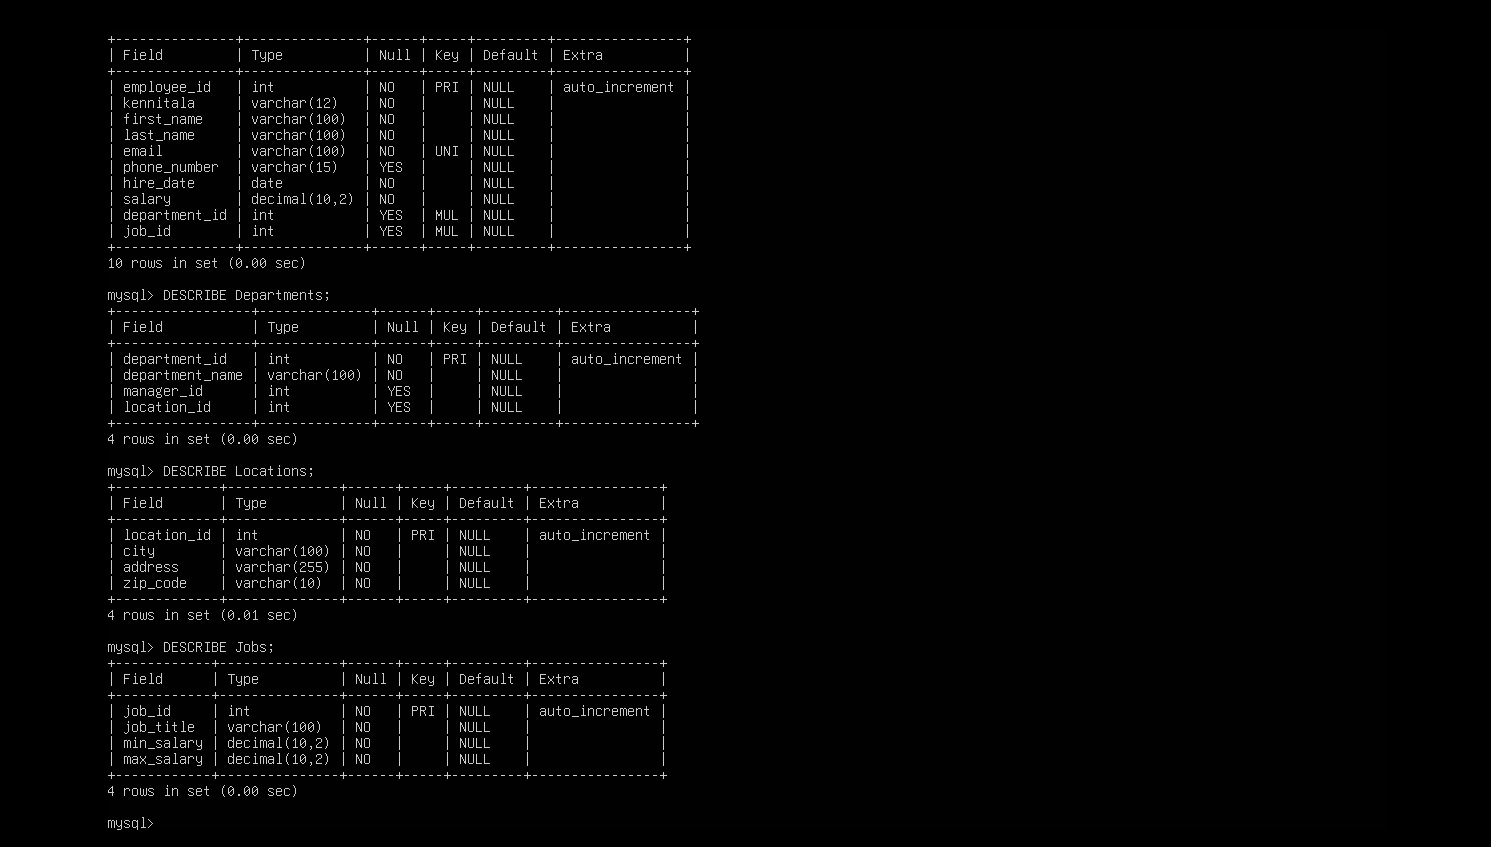 +---------------+---------------+------+-----+---------+----------------+
| Field         | Type          | Null | Key | Default | Extra          |
+---------------+---------------+------+-----+---------+----------------+
| employee_id   | int           | NO   | PRI | NULL    | auto_increment |
| kennitala     | varchar(12)   | NO   |     | NULL    |                |
| first_name    | varchar(100)  | NO   |     | NULL    |                |
| last_name     | varchar(100)  | NO   |     | NULL    |                |
| email         | varchar(100)  | NO   | UNI | NULL    |                |
| phone_number  | varchar(15)   | YES  |     | NULL    |                |
| hire_date     | date          | NO   |     | NULL    |                |
| salary        | decimal(10,2) | NO   |     | NULL    |                |
| department_id | int           | YES  | MUL | NULL    |                |
| job_id        | int           | YES  | MUL | NULL    |                |
+---------------+---------------+------+-----+---------+----------------+
10 rows in set (0.00 sec)

mysql> DESCRIBE Departments;
+-----------------+--------------+------+-----+---------+----------------+
| Field           | Type         | Null | Key | Default | Extra          |
+-----------------+--------------+------+-----+---------+----------------+
| department_id   | int          | NO   | PRI | NULL    | auto_increment |
| department_name | varchar(100) | NO   |     | NULL    |                |
| manager_id      | int          | YES  |     | NULL    |                |
| location_id     | int          | YES  |     | NULL    |                |
+-----------------+--------------+------+-----+---------+----------------+
4 rows in set (0.00 sec)

mysql> DESCRIBE Locations;
+-------------+--------------+------+-----+---------+----------------+
| Field       | Type         | Null | Key | Default | Extra          |
+-------------+--------------+------+-----+---------+----------------+
| location_id | int          | NO   | PRI | NULL    | auto_increment |
| city        | varchar(100) | NO   |     | NULL    |                |
| address     | varchar(255) | NO   |     | NULL    |                |
| zip_code    | varchar(10)  | NO   |     | NULL    |                |
+-------------+--------------+------+-----+---------+----------------+
4 rows in set (0.01 sec)

mysql> DESCRIBE Jobs;
+------------+---------------+------+-----+---------+----------------+
| Field      | Type          | Null | Key | Default | Extra          |
+------------+---------------+------+-----+---------+----------------+
| job_id     | int           | NO   | PRI | NULL    | auto_increment |
| job_title  | varchar(100)  | NO   |     | NULL    |                |
| min_salary | decimal(10,2) | NO   |     | NULL    |                |
| max_salary | decimal(10,2) | NO   |     | NULL    |                |
+------------+---------------+------+-----+---------+----------------+
4 rows in set (0.00 sec)

mysql>